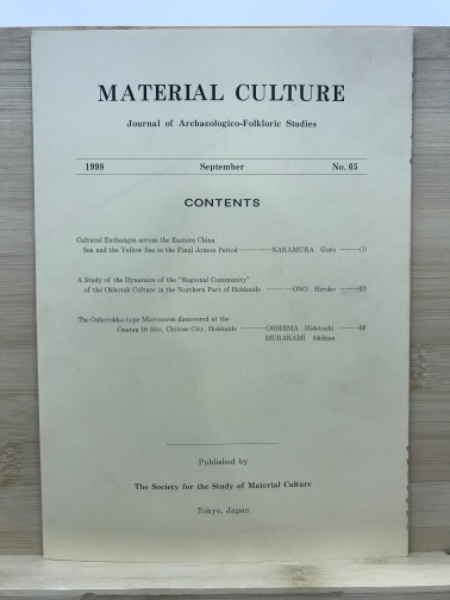 MATERIAL CULTURE
Journal of Archaeologico-Folkloric Studies
1998 September No. 65
CONTENTS
Cultural Exchanges across the Eastern China
Sea and the Yellow Sea in the Final Jomon Period …………NAKAMURA Goro ………(1)
A Study of the Dynamics of the "Regional Community"
of the Okhotsk Culture in the Northern Part of Hokkaido …………ONO Hiroko ………
The Oshorokko-type Microcores discovered at the
Osatsu 16 Site, Chitose City, Hokkaido …………OHSHIMA Hidetoshi ………
MURAKAMI Akihisa
Published by
The Society for the Study of Material Culture
Tokyo, Japan